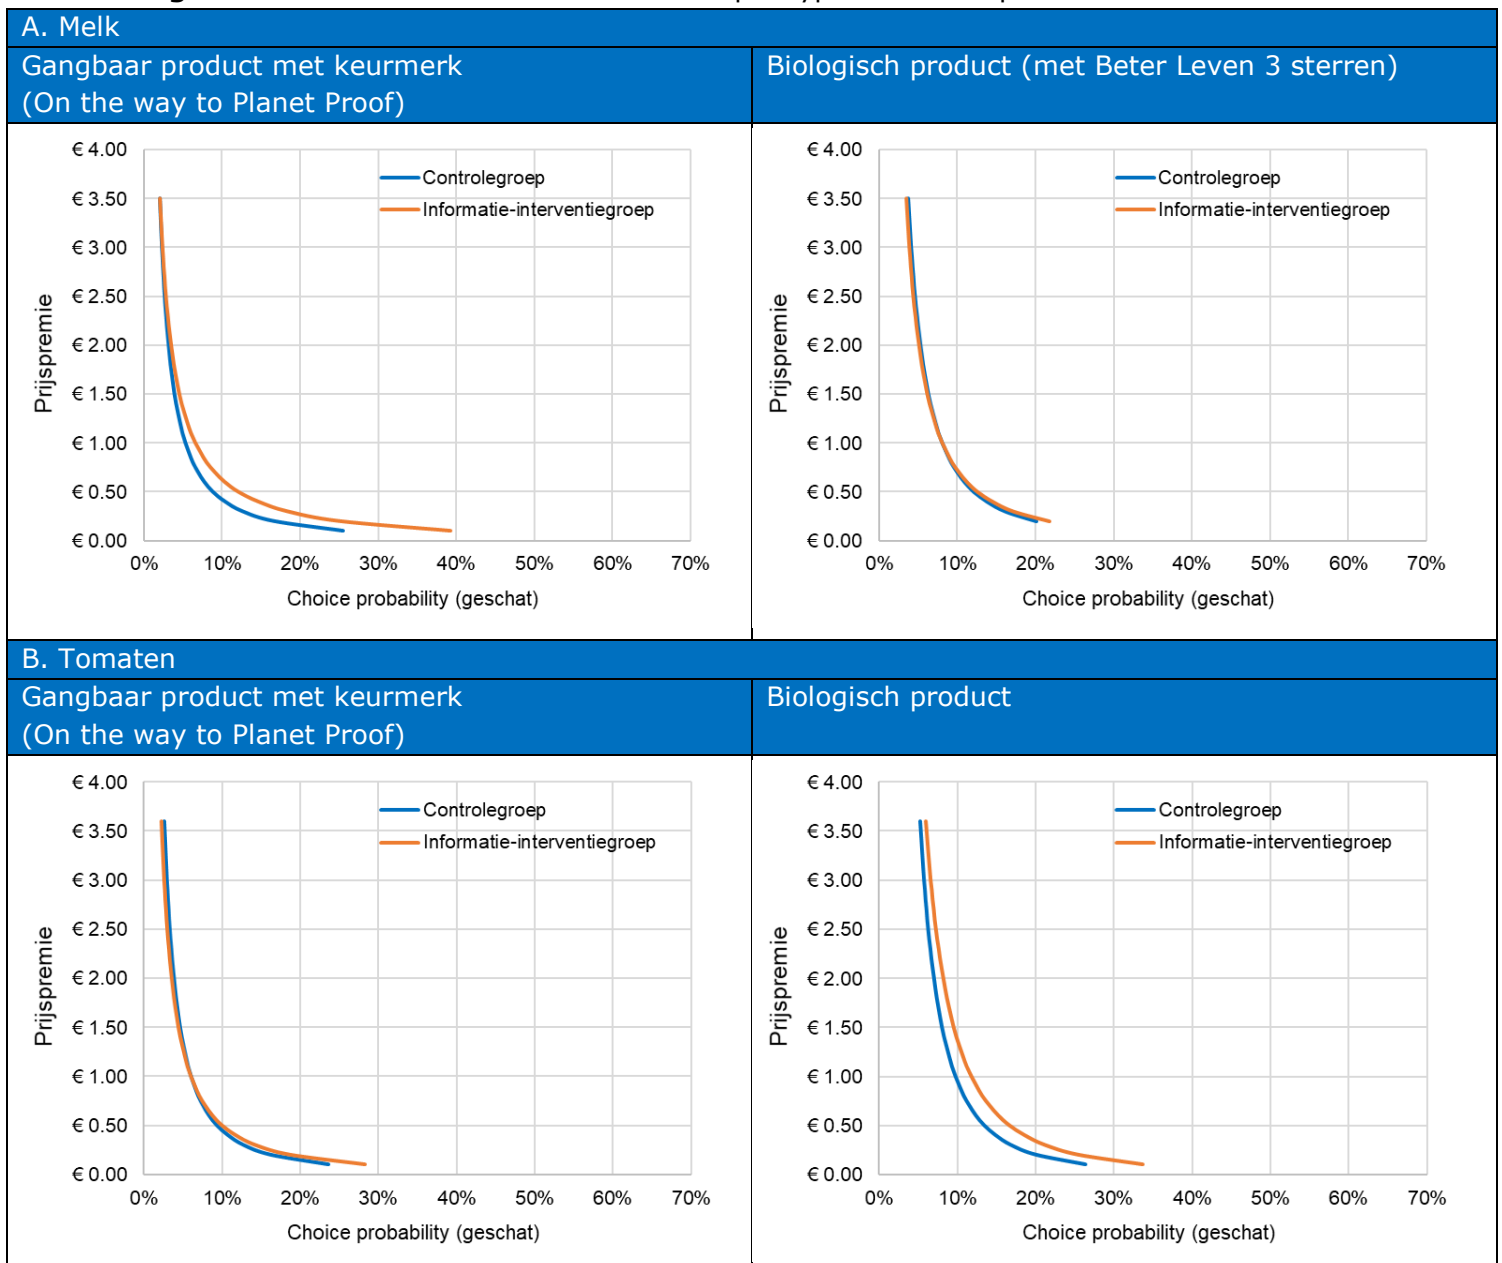 A. Melk
Gangbaar product met keurmerk
(On the way to Planet Proof)
Biologisch product (met Beter Leven 3 sterren)
€ 4.00
€ 3.50
€ 3.00
€ 2.50
€ 2.00
€ 1.50
€ 1.00
€ 0.50
€ 0.00
Prijspremie
Controlegroep
Informatie-interventiegroep
0% 10% 20% 30% 40% 50% 60% 70%
Choice probability (geschat)
€ 4.00
€ 3.50
€ 3.00
€ 2.50
€ 2.00
€ 1.50
€ 1.00
€ 0.50
€ 0.00
Prijspremie
Controlegroep
Informatie-interventiegroep
0% 10% 20% 30% 40% 50% 60% 70%
Choice probability (geschat)
B. Tomaten
Gangbaar product met keurmerk
(On the way to Planet Proof)
Biologisch product
€ 4.00
€ 3.50
€ 3.00
€ 2.50
€ 2.00
€ 1.50
€ 1.00
€ 0.50
€ 0.00
Prijspremie
Controlegroep
Informatie-interventiegroep
0% 10% 20% 30% 40% 50% 60% 70%
Choice probability (geschat)
€ 4.00
€ 3.50
€ 3.00
€ 2.50
€ 2.00
€ 1.50
€ 1.00
€ 0.50
€ 0.00
Prijspremie
Controlegroep
Informatie-interventiegroep
0% 10% 20% 30% 40% 50% 60% 70%
Choice probability (geschat)